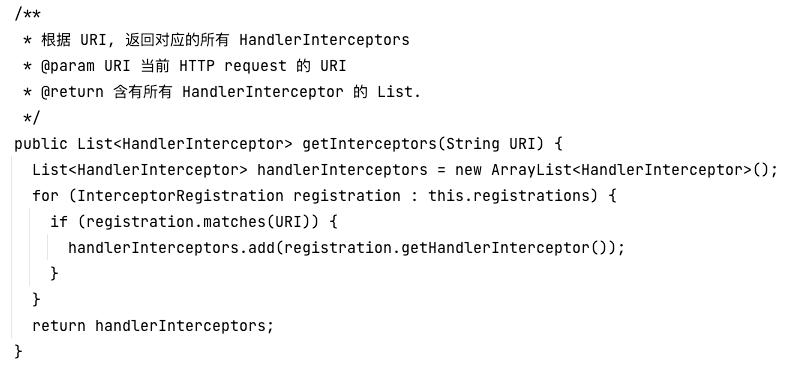 /**
 * 根据 URI, 返回对应的所有 HandlerInterceptors
 * @param URI 当前 HTTP request 的 URI
 * @return 含有所有 HandlerInterceptor 的 List.
 */
public List<HandlerInterceptor> getInterceptors(String URI) {
  List<HandlerInterceptor> handlerInterceptors = new ArrayList<HandlerInterceptor>();
  for (InterceptorRegistration registration : this.registrations) {
    if (registration.matches(URI)) {
      handlerInterceptors.add(registration.getHandlerInterceptor());
    }
  }
  return handlerInterceptors;
}